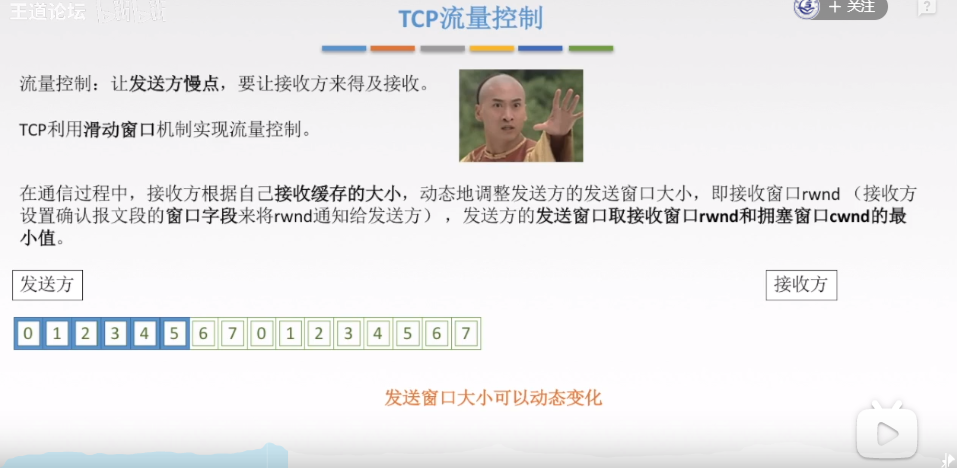 王道论坛
+ 关注
TCP流量控制
流量控制：让发送方慢点，要让接收方来得及接收。
TCP利用滑动窗口机制实现流量控制。
在通信过程中，接收方根据自己接收缓存的大小，动态地调整发送方的发送窗口大小，即接收窗口rwnd（接收方
设置确认报文段的窗口字段来将rwnd通知给发送方），发送方的发送窗口取接收窗口rwnd和拥塞窗口cwnd的最
小值。
发送方 接收方
0 1 2 3 4 5 6 7 0 1 2 3 4 5 6 7
发送窗口大小可以动态变化